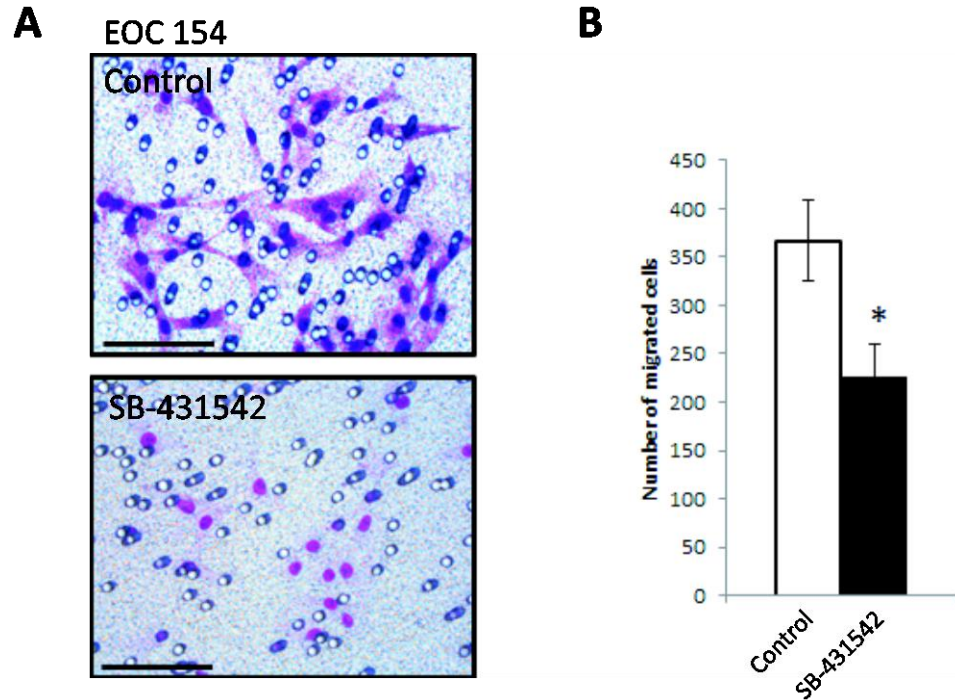 A
EOC 154
Control
SB-431542
B
Number of migrated cells
450
400
350
300
250
200
150
100
50
0
*
Control
SB-431542